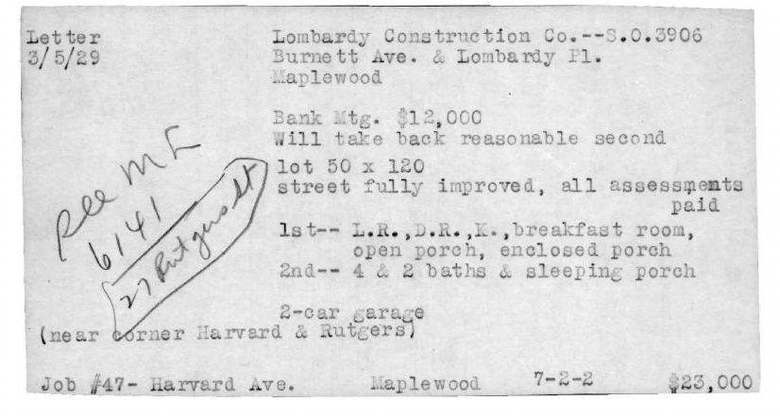 Letter
3/5/29
Lombardy Construction Co.--S.O.3906
Burnett Ave. & Lombardy Pl.
Maplewood
Bank Mtg. $12,000
Will take back reasonable second
lot 50 x 120
street fully improved, all assessments
paid
1st-- L.R.,D.R.,K.,breakfast room,
open porch, enclosed porch
2nd-- 4 & 2 baths & sleeping porch
2-car garage
(near corner Harvard & Rutgers)
See ML
6141
27 Rutgers St
Job #47- Harvard Ave. Maplewood 7-2-2 $23,000